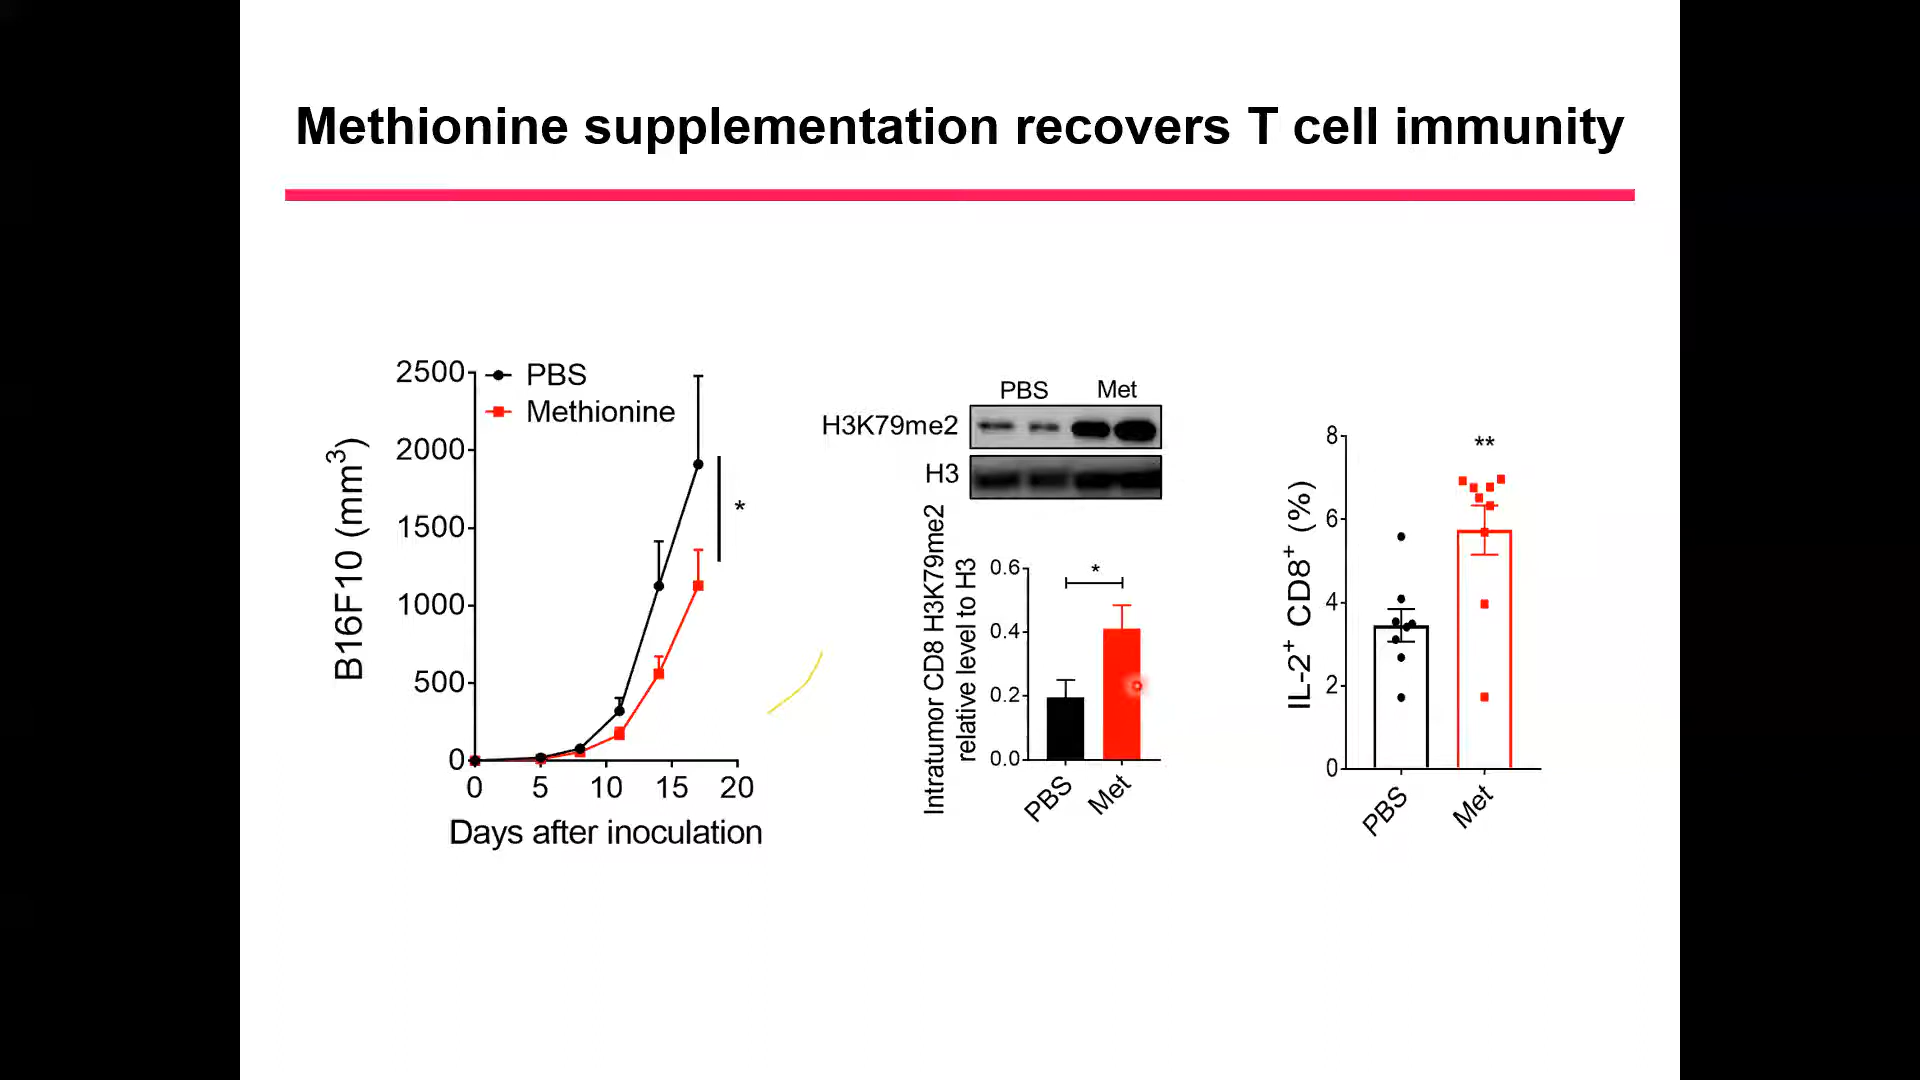 Methionine supplementation recovers T cell immunity
2500
2000
1500
1000
500
0
B16F10 (mm³)
PBS
Methionine
*
0 5 10 15 20
Days after inoculation
PBS Met
H3K79me2
H3
Intratumor CD8 H3K79me2
relative level to H3
0.6
0.4
0.2
0.0
*
PBS Met
IL-2⁺ CD8⁺ (%)
8
6
4
2
0
**
PBS Met